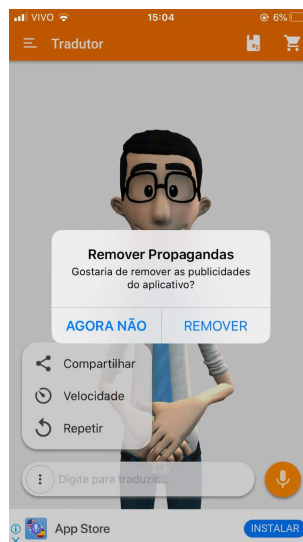 VIVO
15:04
6%
Tradutor
Remover Propagandas
Gostaria de remover as publicidades
do aplicativo?
AGORA NÃO
REMOVER
Compartilhar
Velocidade
Repetir
Digite para traduzir...
App Store
INSTALAR